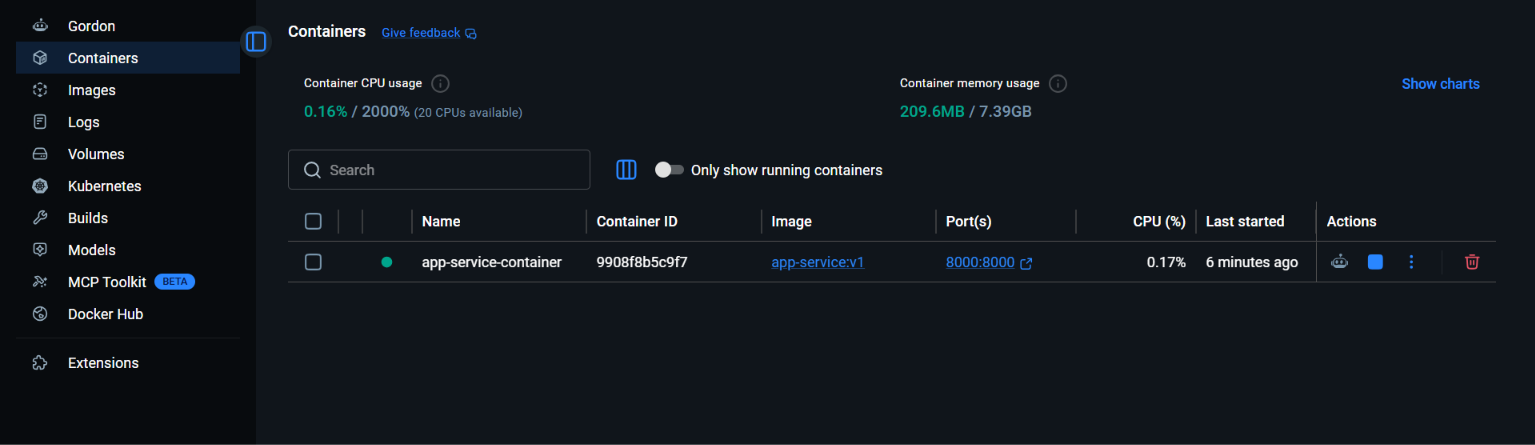 Gordon
Containers
Images
Logs
Volumes
Kubernetes
Builds
Models
MCP Toolkit BETA
Docker Hub
Extensions
Containers Give feedback
Container CPU usage
0.16% / 2000% (20 CPUs available)
Container memory usage
209.6MB / 7.39GB
Show charts
Search
Only show running containers
Name Container ID Image Port(s) CPU (%) Last started Actions
app-service-container 9908f8b5c9f7 app-service:v1 8000:8000 0.17% 6 minutes ago